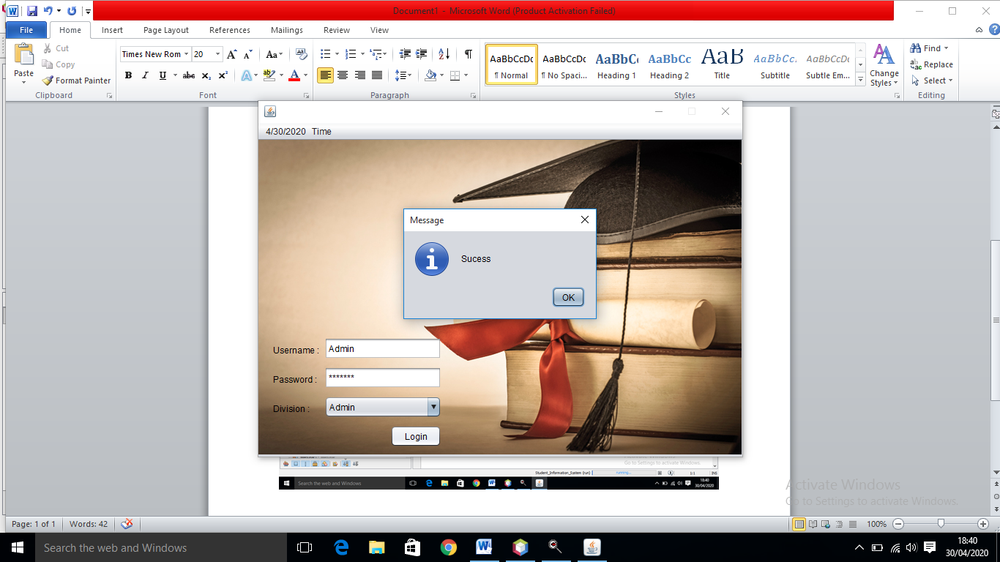 Document1 - Microsoft Word (Product Activation Failed)
File Home Insert Page Layout References Mailings Review View
Paste
Cut
Copy
Format Painter
Clipboard
Times New Rom 20
Font
Paragraph
AaBbCcDc AaBbCcDc AaBbCc AaBbCc AaB AaBbCc. AaBbCcDc
¶ Normal ¶ No Spaci... Heading 1 Heading 2 Title Subtitle Subtle Em...
Styles
Change
Styles
Find
Replace
Select
Editing
4/30/2020 Time
Message
Sucess
OK
Username : Admin
Password : *******
Division : Admin
Login
Go to Settings to activate Windows.
Student_Information_System (run) running... 1:1 INS
Search the web and Windows
18:40
30/04/2020
Activate Windows
Go to Settings to activate Windows.
Page: 1 of 1 Words: 42 100%
Search the web and Windows
18:40
30/04/2020